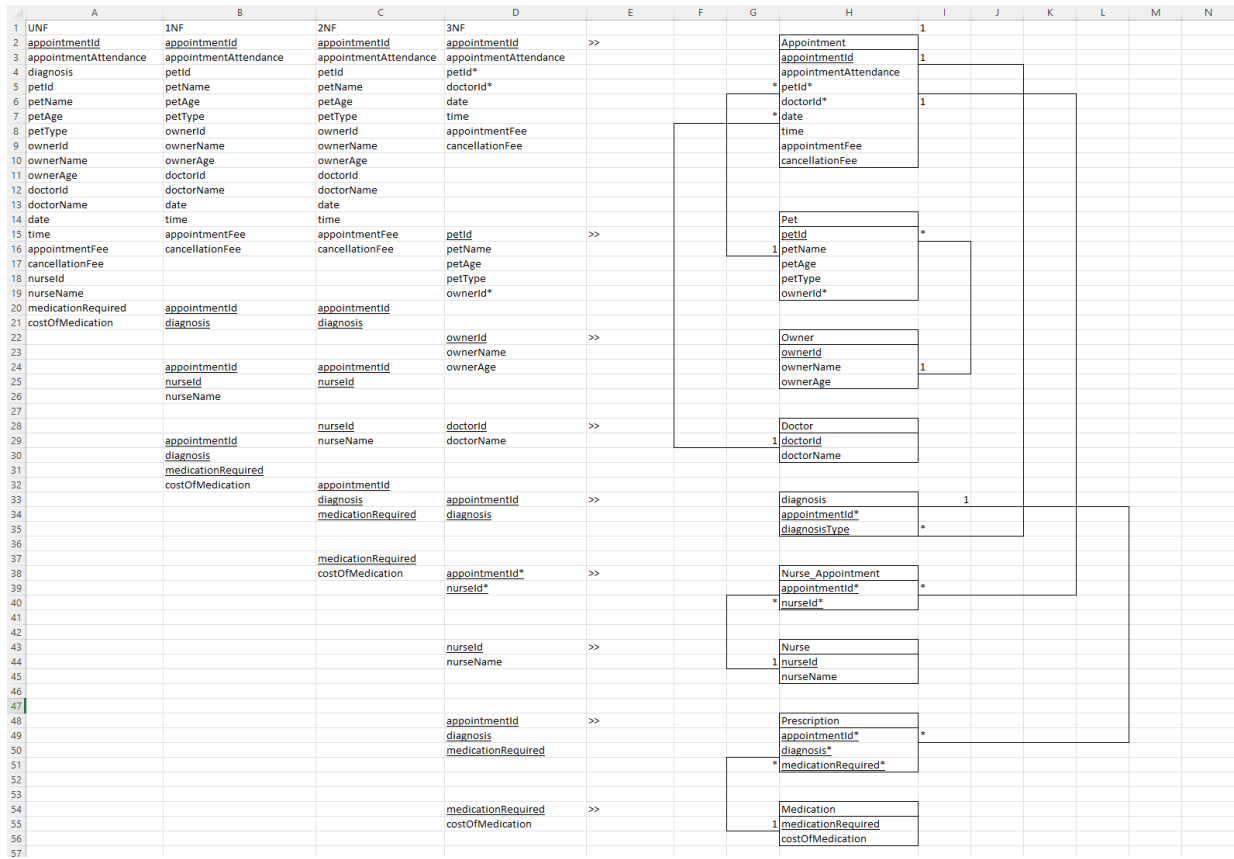 A B C D E F G H I J K L M N
1 UNF 1NF 2NF 3NF 1
2 appointmentId appointmentId appointmentId appointmentId >> Appointment
3 appointmentAttendance appointmentAttendance appointmentAttendance appointmentAttendance appointmentId 1
4 diagnosis petId petId petId* appointmentAttendance
5 petId petName petName doctorId* * petId*
6 petName petAge petAge date doctorId* 1
7 petAge petType petType time * date
8 petType ownerId ownerId appointmentFee time
9 ownerId ownerName ownerName cancellationFee appointmentFee
10 ownerName ownerAge ownerAge cancellationFee
11 ownerAge doctorId doctorId
12 doctorId doctorName doctorName
13 doctorName date date
14 date time time Pet
15 time appointmentFee appointmentFee petId >> petId *
16 appointmentFee cancellationFee cancellationFee petName 1 petName
17 cancellationFee petAge petAge
18 nurseId petType petType
19 nurseName ownerId* ownerId*
20 medicationRequired appointmentId appointmentId
21 costOfMedication diagnosis diagnosis
22 ownerId >> Owner
23 ownerName ownerId
24 appointmentId appointmentId ownerAge ownerName 1
25 nurseId nurseId ownerAge
26 nurseName
27
28 nurseId doctorId >> Doctor
29 appointmentId nurseName doctorName 1 doctorId
30 diagnosis doctorName
31 medicationRequired
32 costOfMedication appointmentId
33 diagnosis appointmentId >> diagnosis 1
34 medicationRequired diagnosis appointmentId*
35 diagnosisType *
36
37 medicationRequired
38 costOfMedication appointmentId* >> Nurse_Appointment
39 nurseId* appointmentId* *
40 * nurseId*
41
42
43 nurseId >> Nurse
44 nurseName 1 nurseId
45 nurseName
46
47
48 appointmentId >> Prescription
49 diagnosis appointmentId* *
50 medicationRequired diagnosis*
51 * medicationRequired*
52
53
54 medicationRequired >> Medication
55 costOfMedication 1 medicationRequired
56 costOfMedication
57